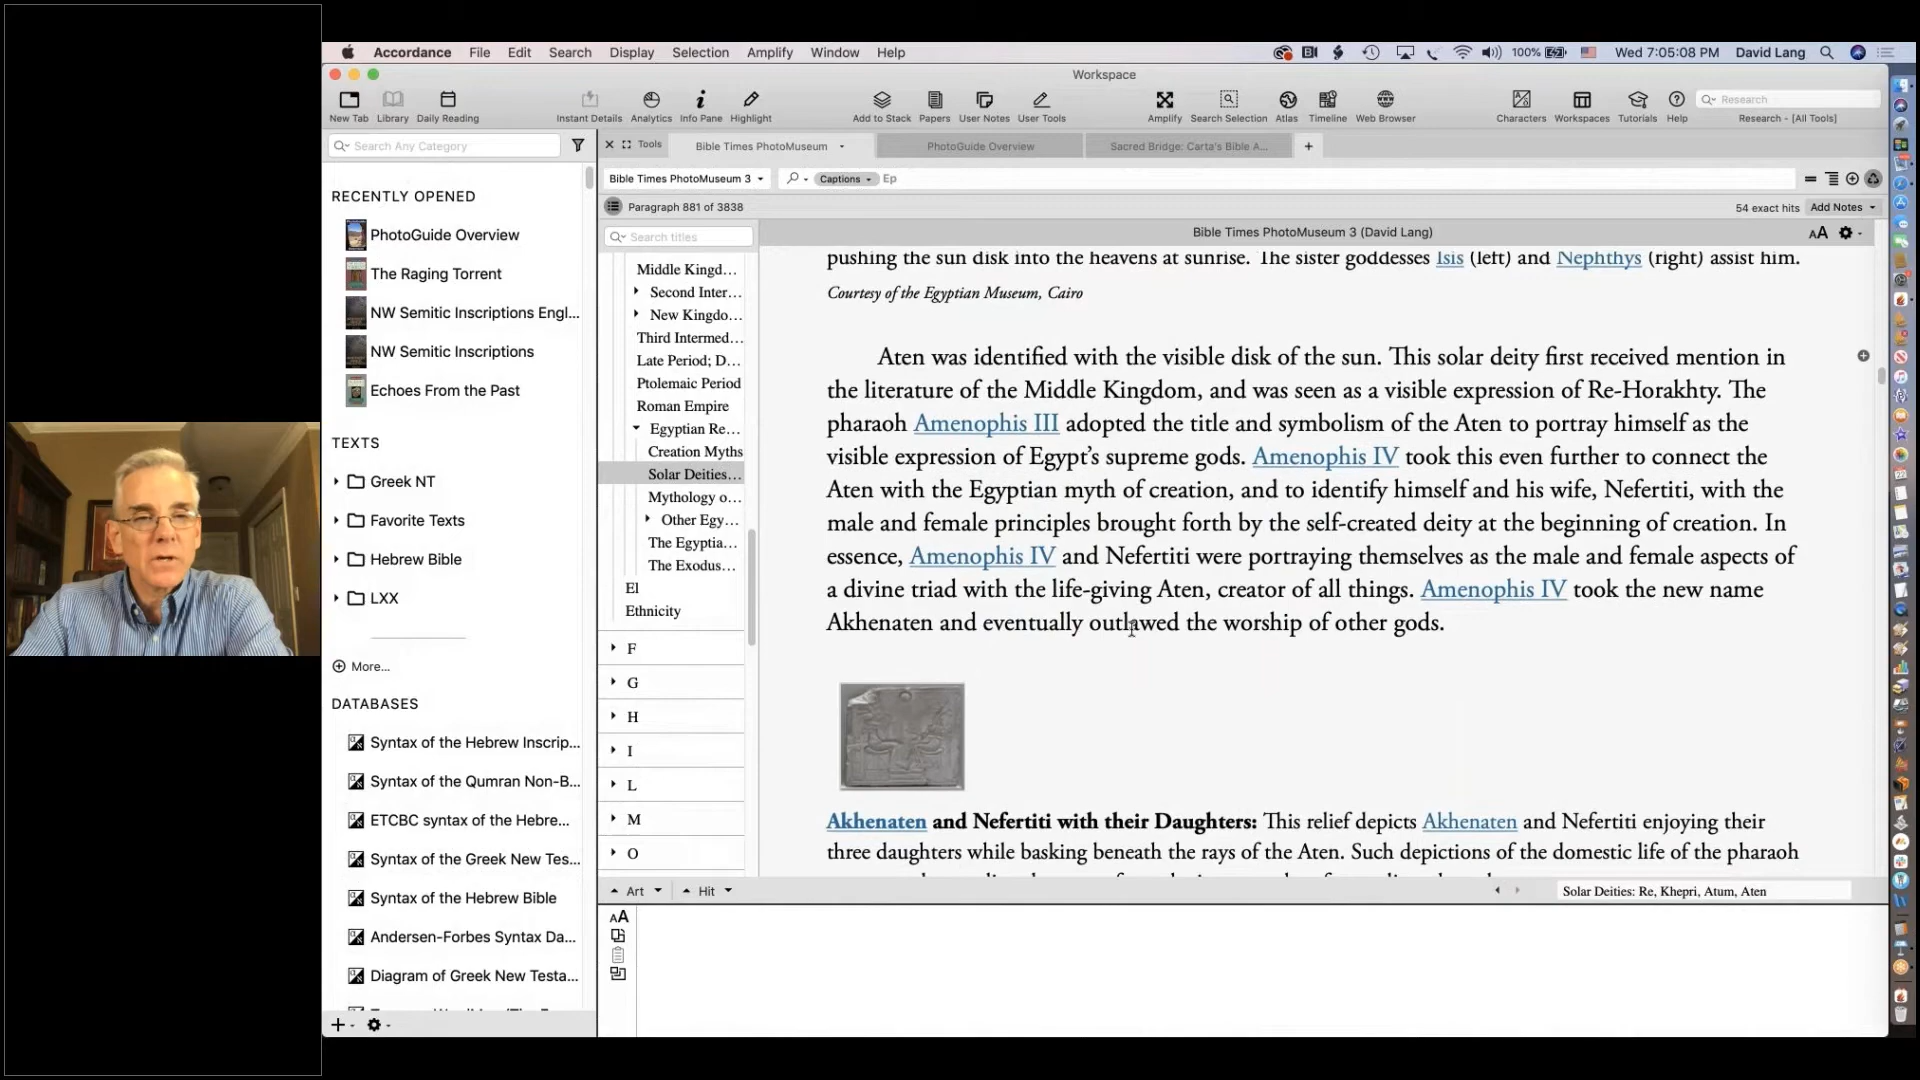 Accordance File Edit Search Display Selection Amplify Window Help
100% Wed 7:05:08 PM David Lang
Workspace
New Tab Library Daily Reading Instant Details Analytics Info Pane Highlight Add to Stack Papers User Notes User Tools Amplify Search Selection Atlas Timeline Web Browser Characters Workspaces Tutorials Help Research - [All Tools]
Research
Search Any Category
Tools Bible Times PhotoMuseum PhotoGuide Overview Sacred Bridge: Carta's Bible A...
Bible Times PhotoMuseum 3 Captions Ep
Paragraph 881 of 3838 54 exact hits Add Notes
Search titles
Bible Times PhotoMuseum 3 (David Lang)
RECENTLY OPENED
PhotoGuide Overview
The Raging Torrent
NW Semitic Inscriptions Engl...
NW Semitic Inscriptions
Echoes From the Past
TEXTS
Greek NT
Favorite Texts
Hebrew Bible
LXX
More...
DATABASES
Syntax of the Hebrew Inscrip...
Syntax of the Qumran Non-B...
ETCBC syntax of the Hebre...
Syntax of the Greek New Tes...
Syntax of the Hebrew Bible
Andersen-Forbes Syntax Da...
Diagram of Greek New Testa...
Middle Kingd...
Second Inter...
New Kingdo...
Third Intermed...
Late Period; D...
Ptolemaic Period
Roman Empire
Egyptian Re...
Creation Myths
Solar Deities...
Mythology o...
Other Egy...
The Egyptia...
The Exodus...
El
Ethnicity
F
G
H
I
L
M
O
pushing the sun disk into the heavens at sunrise. The sister goddesses Isis (left) and Nephthys (right) assist him.
Courtesy of the Egyptian Museum, Cairo
Aten was identified with the visible disk of the sun. This solar deity first received mention in
the literature of the Middle Kingdom, and was seen as a visible expression of Re-Horakhty. The
pharaoh Amenophis III adopted the title and symbolism of the Aten to portray himself as the
visible expression of Egypt's supreme gods. Amenophis IV took this even further to connect the
Aten with the Egyptian myth of creation, and to identify himself and his wife, Nefertiti, with the
male and female principles brought forth by the self-created deity at the beginning of creation. In
essence, Amenophis IV and Nefertiti were portraying themselves as the male and female aspects of
a divine triad with the life-giving Aten, creator of all things. Amenophis IV took the new name
Akhenaten and eventually outlawed the worship of other gods.
Akhenaten and Nefertiti with their Daughters: This relief depicts Akhenaten and Nefertiti enjoying their
three daughters while basking beneath the rays of the Aten. Such depictions of the domestic life of the pharaoh
Art Hit Solar Deities: Re, Khepri, Atum, Aten